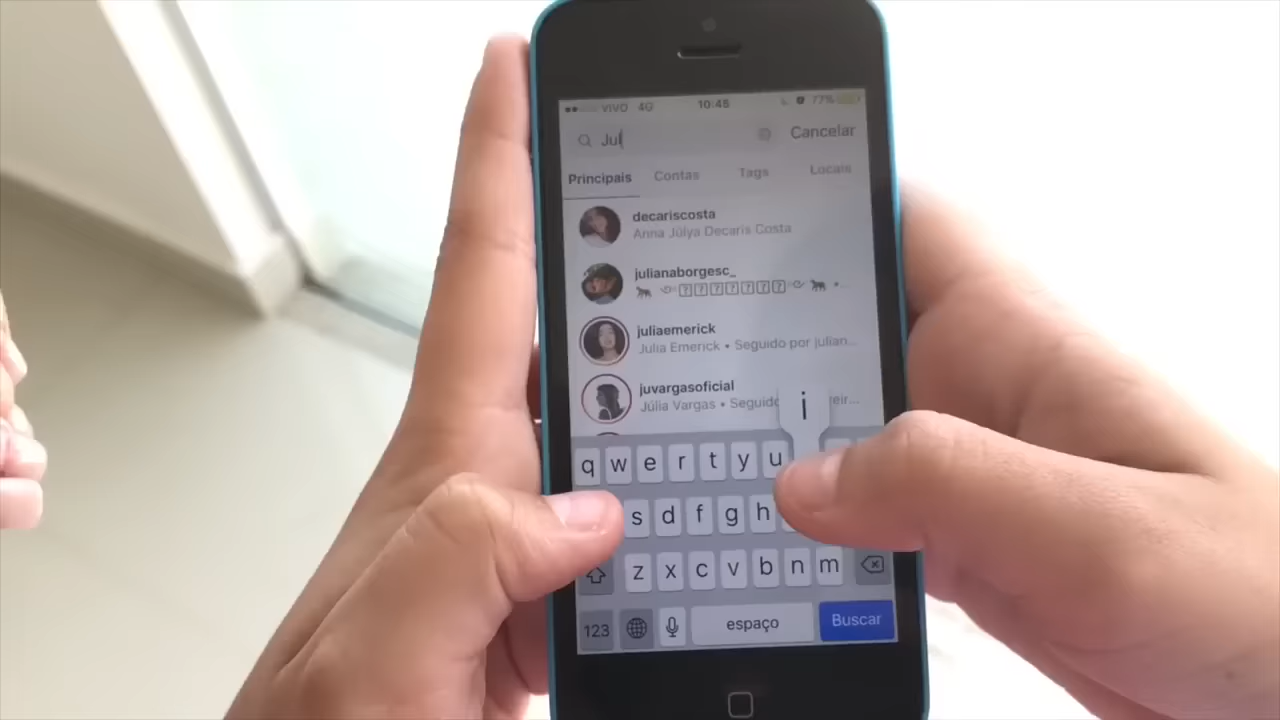 VIVO 4G 10:48 77%
Jul Cancelar
Principais Contas Tags Locais
decariscosta
Anna Júlya Decaris Costa
julianaborgesc_
juliaemerick
Julia Emerick • Seguido por julian...
juvargasoficial
Júlia Vargas • Seguido eir...
i
q w e r t y u
s d f g h
z x c v b n m
123 espaço Buscar